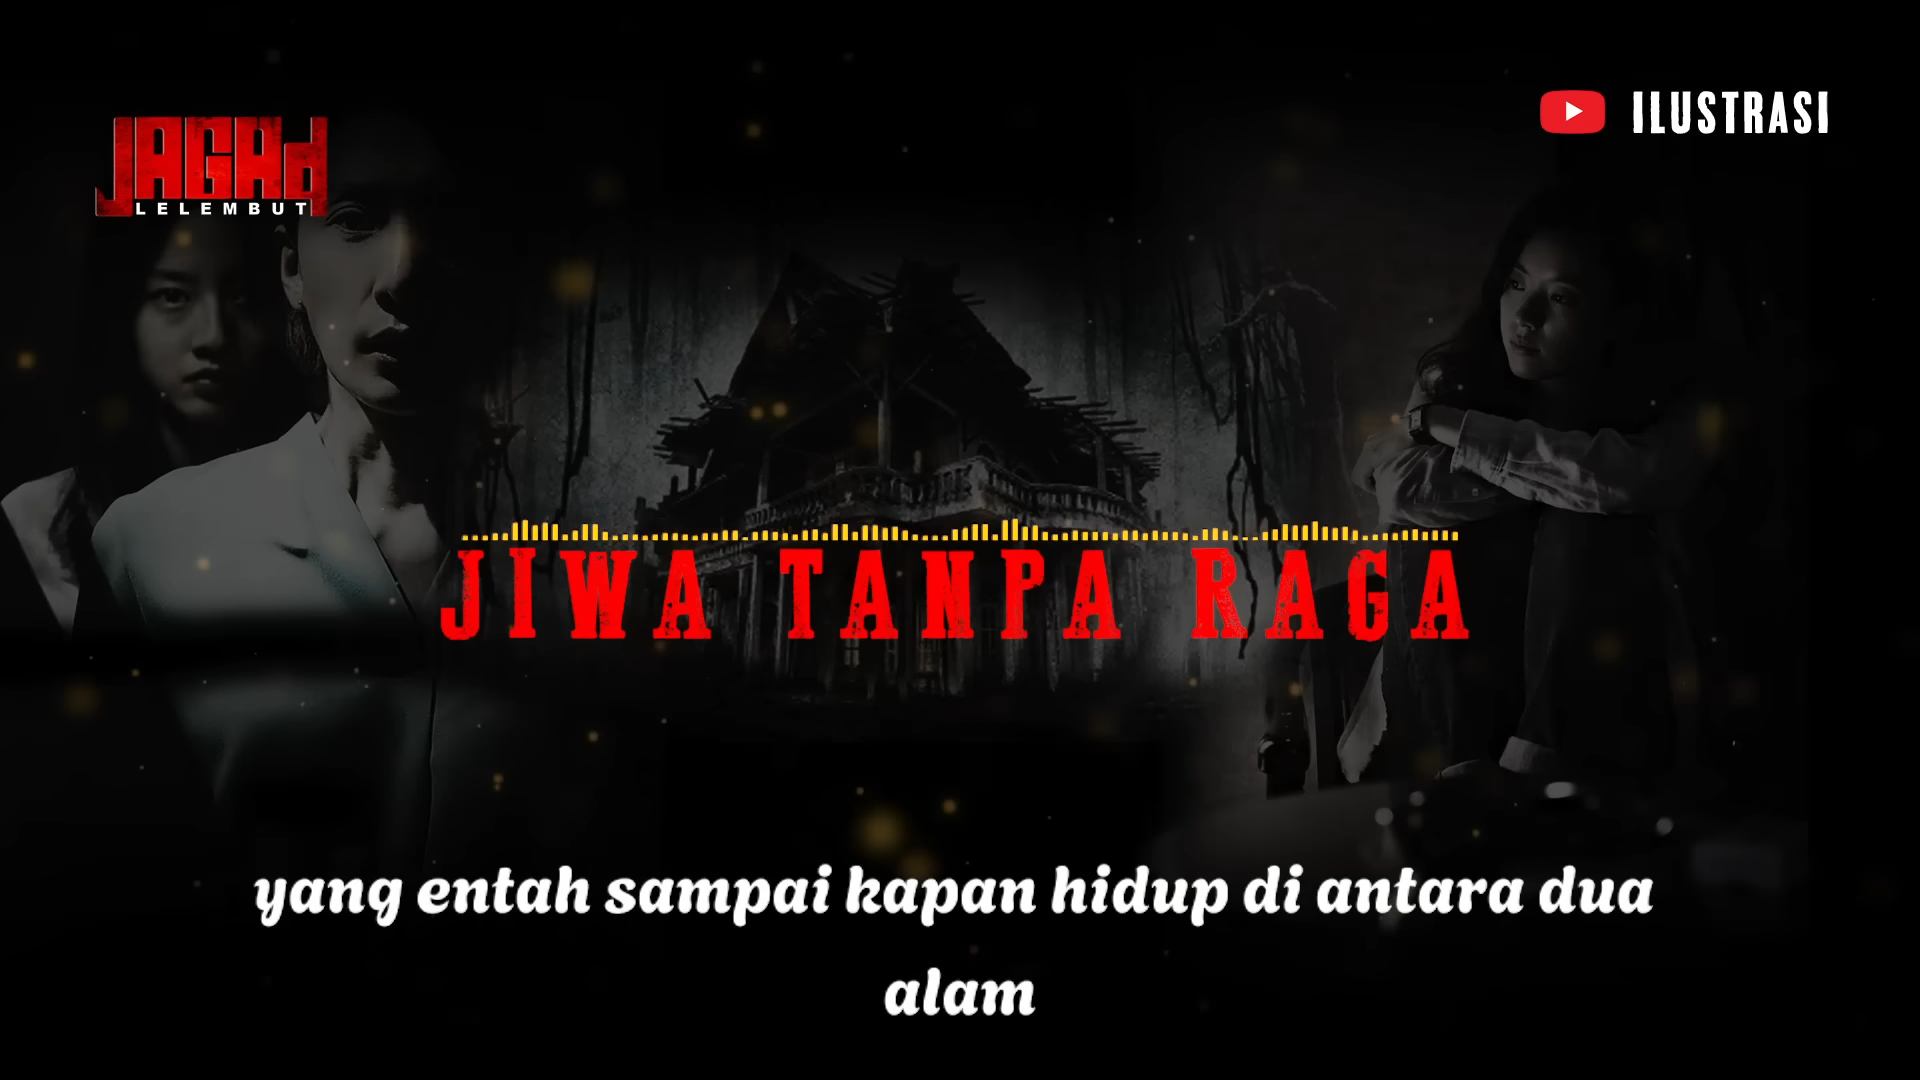 JAGAd
LELEMBUT
ILUSTRASI
JIWA TANPA RAGA
yang entah sampai kapan hidup di antara dua
alam